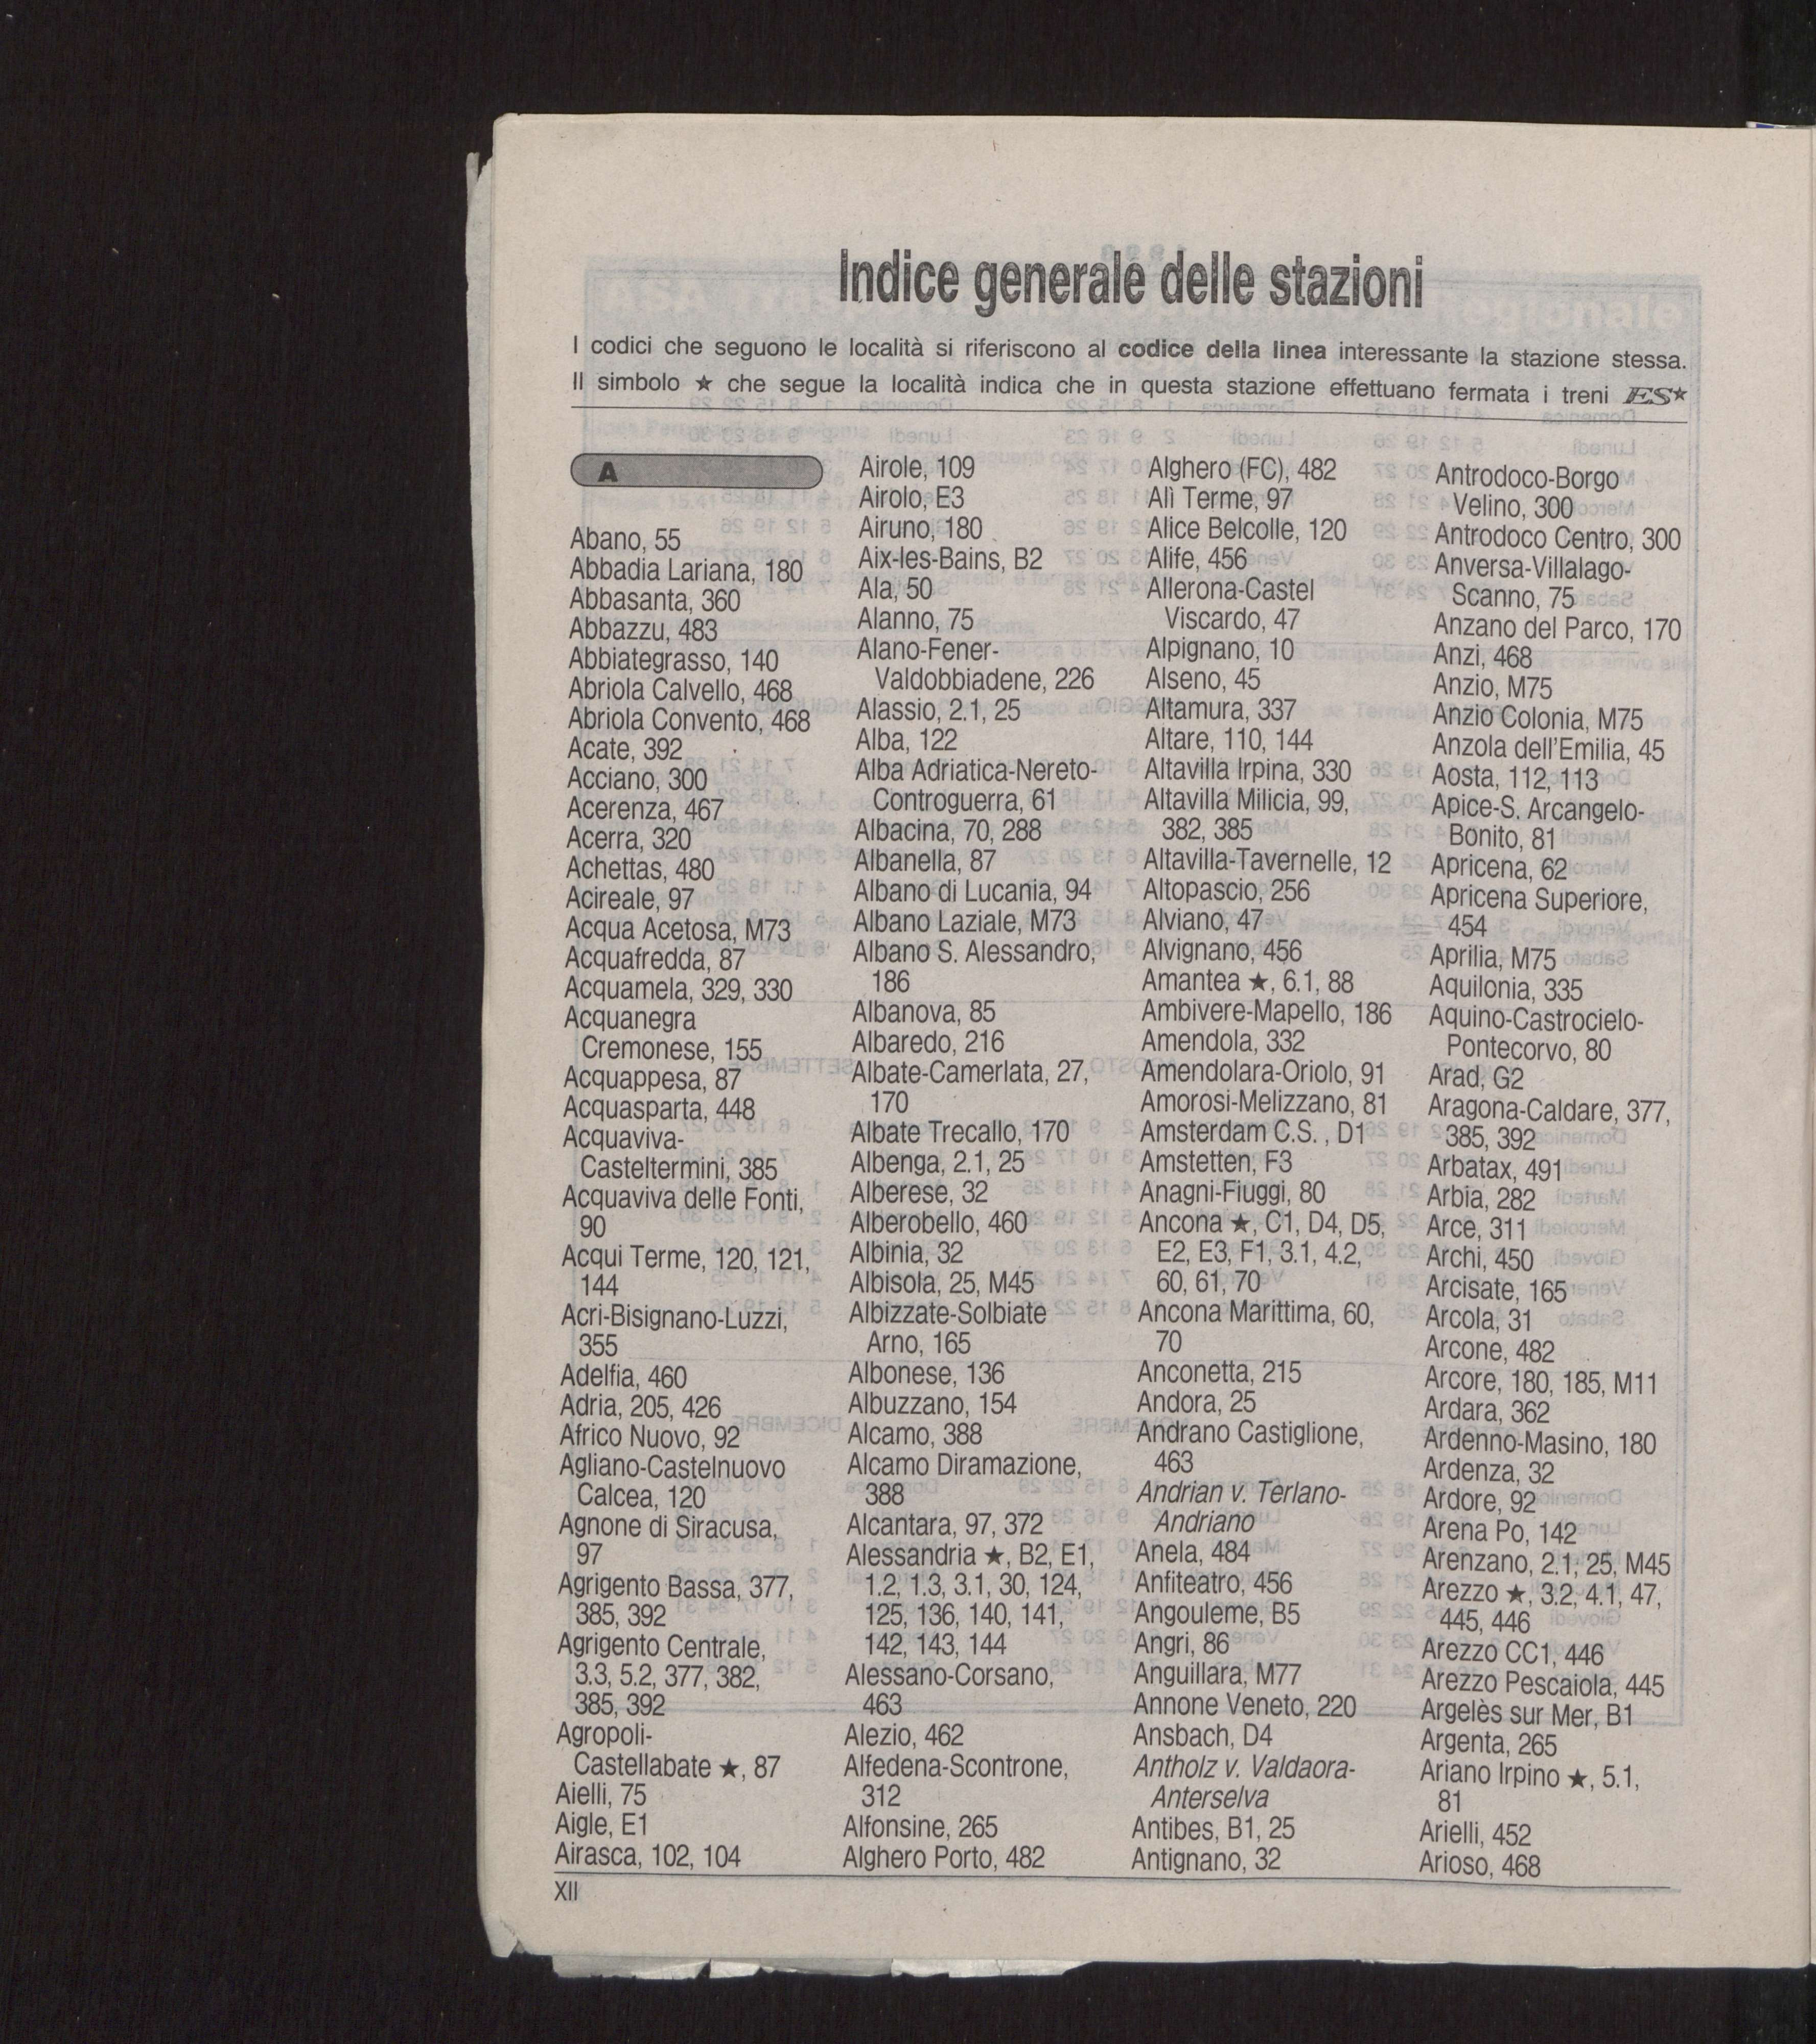 Indice generale delle stazioni
I codici che seguono le località si riferiscono al codice della linea interessante la stazione stessa.
Il simbolo ★ che segue la località indica che in questa stazione effettuano fermata i treni ES★
A
Abano, 55
Abbadia Lariana, 180
Abbasanta, 360
Abbazzu, 483
Abbiategrasso, 140
Abriola Calvello, 468
Abriola Convento, 468
Acate, 392
Acciano, 300
Acerenza, 467
Acerra, 320
Achettas, 480
Acireale, 97
Acqua Acetosa, M73
Acquafredda, 87
Acquamela, 329, 330
Acquanegra
Cremonese, 155
Acquappesa, 87
Acquasparta, 448
Acquaviva-
Casteltermini, 385
Acquaviva delle Fonti,
90
Acqui Terme, 120, 121,
144
Acri-Bisignano-Luzzi,
355
Adelfia, 460
Adria, 205, 426
Africo Nuovo, 92
Agliano-Castelnuovo
Calcea, 120
Agnone di Siracusa,
97
Agrigento Bassa, 377,
385, 392
Agrigento Centrale,
3.3, 5.2, 377, 382,
385, 392
Agropoli-
Castellabate ★, 87
Aielli, 75
Aigle, E1
Airasca, 102, 104
Airole, 109
Airolo, E3
Airuno, 180
Aix-les-Bains, B2
Ala, 50
Alanno, 75
Alano-Fener-
Valdobbiadene, 226
Alassio, 2.1, 25
Alba, 122
Alba Adriatica-Nereto-
Controguerra, 61
Albacina, 70, 288
Albanella, 87
Albano di Lucania, 94
Albano Laziale, M73
Albano S. Alessandro,
186
Albanova, 85
Albaredo, 216
Albate-Camerlata, 27,
170
Albate Trecallo, 170
Albenga, 2.1, 25
Alberese, 32
Alberobello, 460
Albinia, 32
Albisola, 25, M45
Albizzate-Solbiate
Arno, 165
Albonese, 136
Albuzzano, 154
Alcamo, 388
Alcamo Diramazione,
388
Alcantara, 97, 372
Alessandria ★, B2, E1,
1.2, 1.3, 3.1, 30, 124,
125, 136, 140, 141,
142, 143, 144
Alessano-Corsano,
463
Alezio, 462
Alfedena-Scontrone,
312
Alfonsine, 265
Alghero Porto, 482
Alghero (FC), 482
Alì Terme, 97
Alice Belcolle, 120
Alife, 456
Allerona-Castel
Viscardo, 47
Alpignano, 10
Alseno, 45
Altamura, 337
Altare, 110, 144
Altavilla Irpina, 330
Altavilla Milicia, 99,
382, 385
Altavilla-Tavernelle, 12
Altopascio, 256
Alviano, 47
Alvignano, 456
Amantea ★, 6.1, 88
Ambivere-Mapello, 186
Amendola, 332
Amendolara-Oriolo, 91
Amorosi-Melizzano, 81
Amsterdam C.S. , D1
Amstetten, F3
Anagni-Fiuggi, 80
Ancona ★, C1, D4, D5,
E2, E3, F1, 3.1, 4.2,
60, 61, 70
Ancona Marittima, 60,
70
Anconetta, 215
Andora, 25
Andrano Castiglione,
463
Andrian v. Terlano-
Andriano
Anela, 484
Anfiteatro, 456
Angouleme, B5
Angri, 86
Anguillara, M77
Annone Veneto, 220
Ansbach, D4
Antholz v. Valdaora-
Anterselva
Antibes, B1, 25
Antignano, 32
Antrodoco-Borgo
Velino, 300
Antrodoco Centro, 300
Anversa-Villalago-
Scanno, 75
Anzano del Parco, 170
Anzi, 468
Anzio, M75
Anzio Colonia, M75
Anzola dell'Emilia, 45
Aosta, 112, 113
Apice-S. Arcangelo-
Bonito, 81
Apricena, 62
Apricena Superiore,
454
Aprilia, M75
Aquilonia, 335
Aquino-Castrocielo-
Pontecorvo, 80
Arad, G2
Aragona-Caldare, 377,
385, 392
Arbatax, 491
Arbia, 282
Arce, 311
Archi, 450
Arcisate, 165
Arcola, 31
Arcone, 482
Arcore, 180, 185, M11
Ardara, 362
Ardenno-Masino, 180
Ardenza, 32
Ardore, 92
Arena Po, 142
Arenzano, 2.1, 25, M45
Arezzo ★, 3.2, 4.1, 47,
445, 446
Arezzo CC1, 446
Arezzo Pescaiola, 445
Argelès sur Mer, B1
Argenta, 265
Ariano Irpino ★, 5.1,
81
Arielli, 452
Arioso, 468
XII